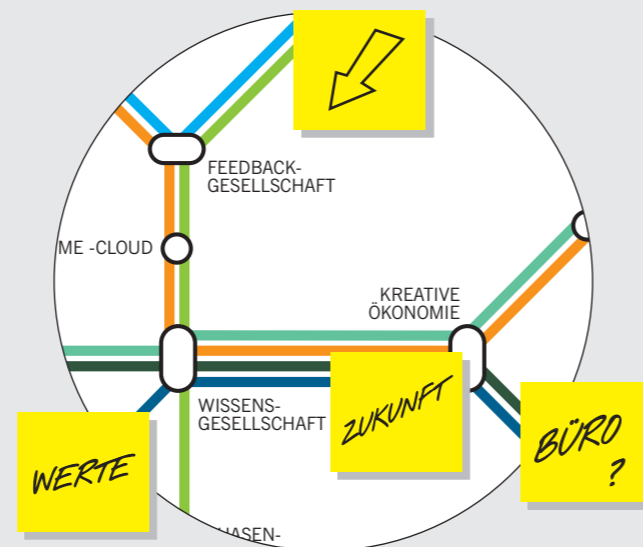 FEEDBACK-
GESELLSCHAFT
ME -CLOUD
KREATIVE
ÖKONOMIE
WISSENS-
GESELLSCHAFT
ZUKUNFT
BÜRO
?
WERTE